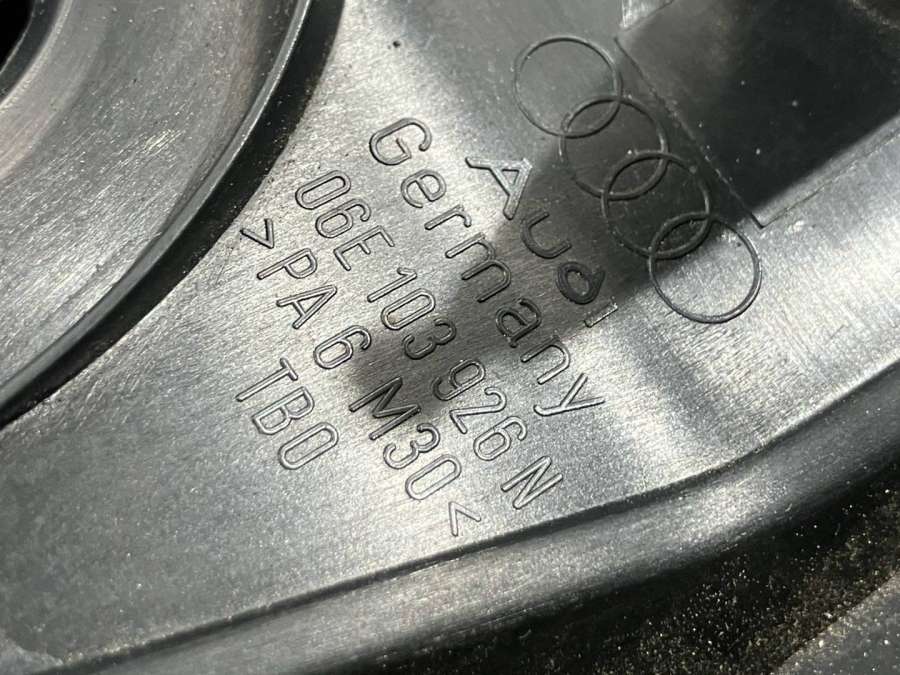 Audi
Germany
06E 103 926 N
>PA 6 M30<
TBO